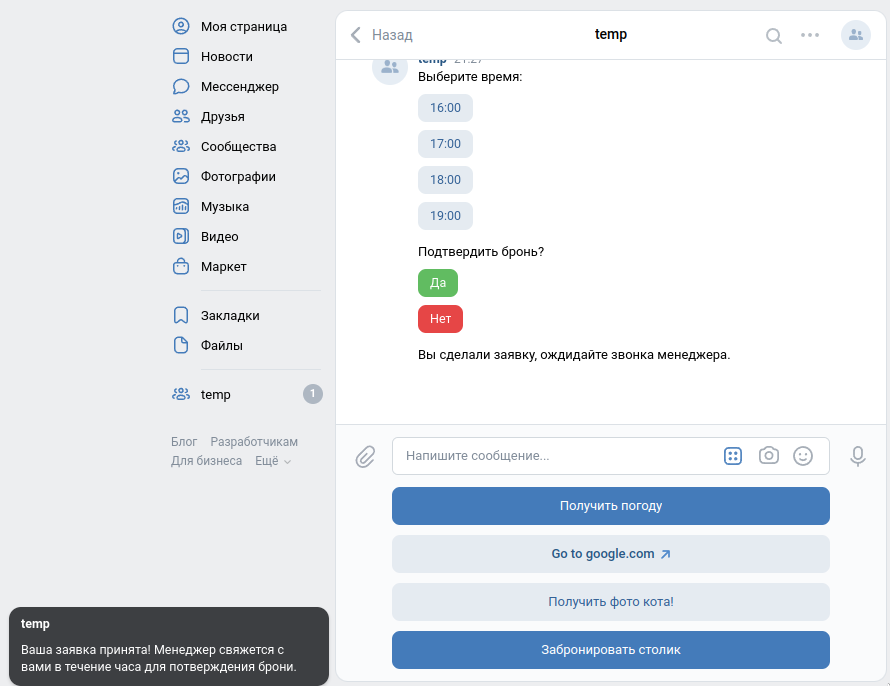 Моя страница
Новости
Мессенджер
Друзья
Сообщества
Фотографии
Музыка
Видео
Маркет
Закладки
Файлы
temp 1
Блог Разработчикам
Для бизнеса Ещё
Назад
temp
temp 21:27
Выберите время:
16:00
17:00
18:00
19:00
Подтвердить бронь?
Да
Нет
Вы сделали заявку, ождидайте звонка менеджера.
Напишите сообщение...
Получить погоду
Go to google.com
Получить фото кота!
Забронировать столик
temp
Ваша заявка принята! Менеджер свяжется с
вами в течение часа для потверждения брони.